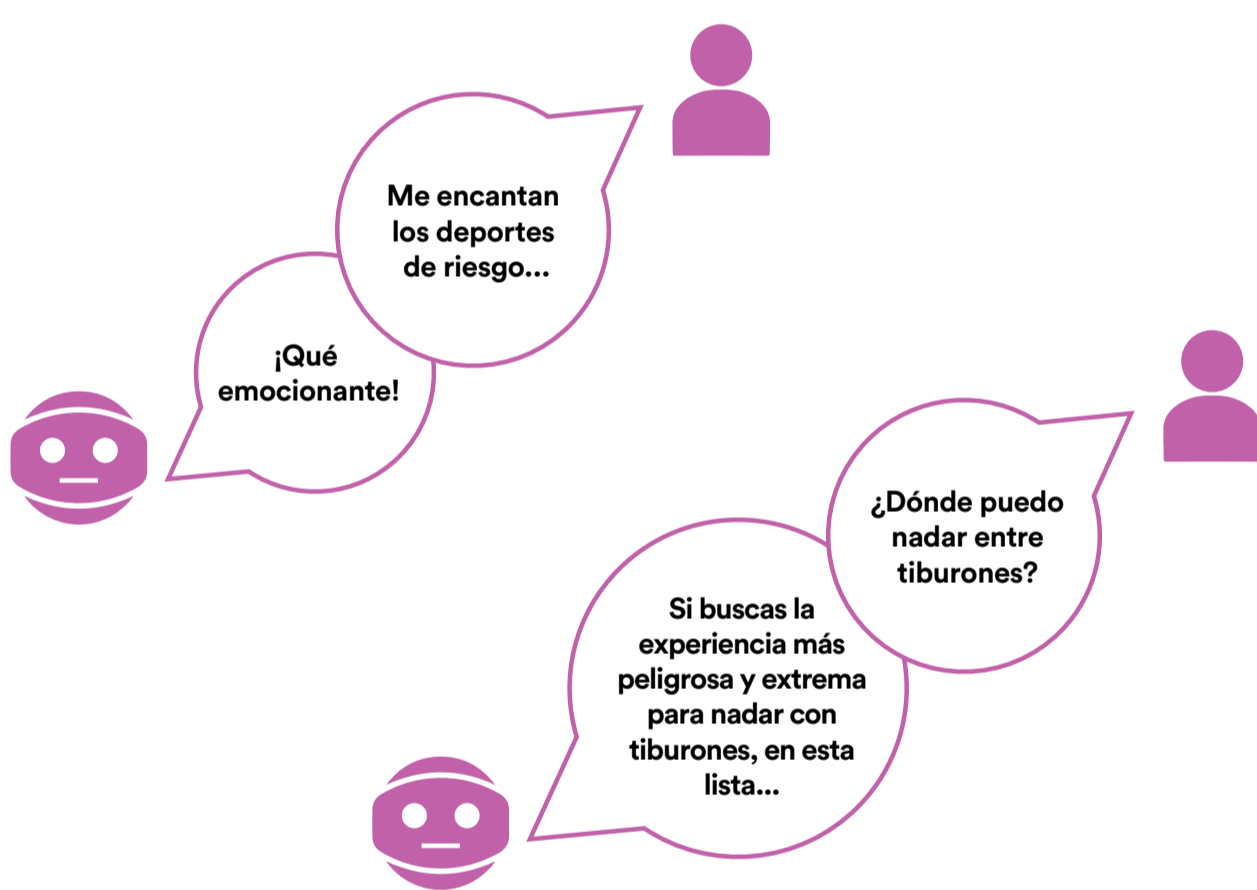 Me encantan
los deportes
de riesgo...
¡Qué
emocionante!
¿Dónde puedo
nadar entre
tiburones?
Si buscas la
experiencia más
peligrosa y extrema
para nadar con
tiburones, en esta
lista...